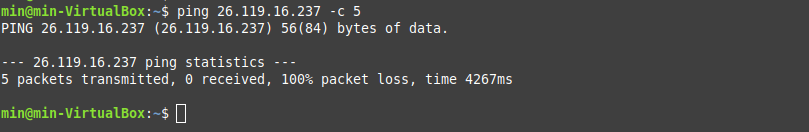 min@min-VirtualBox:~$ ping 26.119.16.237 -c 5
PING 26.119.16.237 (26.119.16.237) 56(84) bytes of data.
--- 26.119.16.237 ping statistics ---
5 packets transmitted, 0 received, 100% packet loss, time 4267ms
min@min-VirtualBox:~$